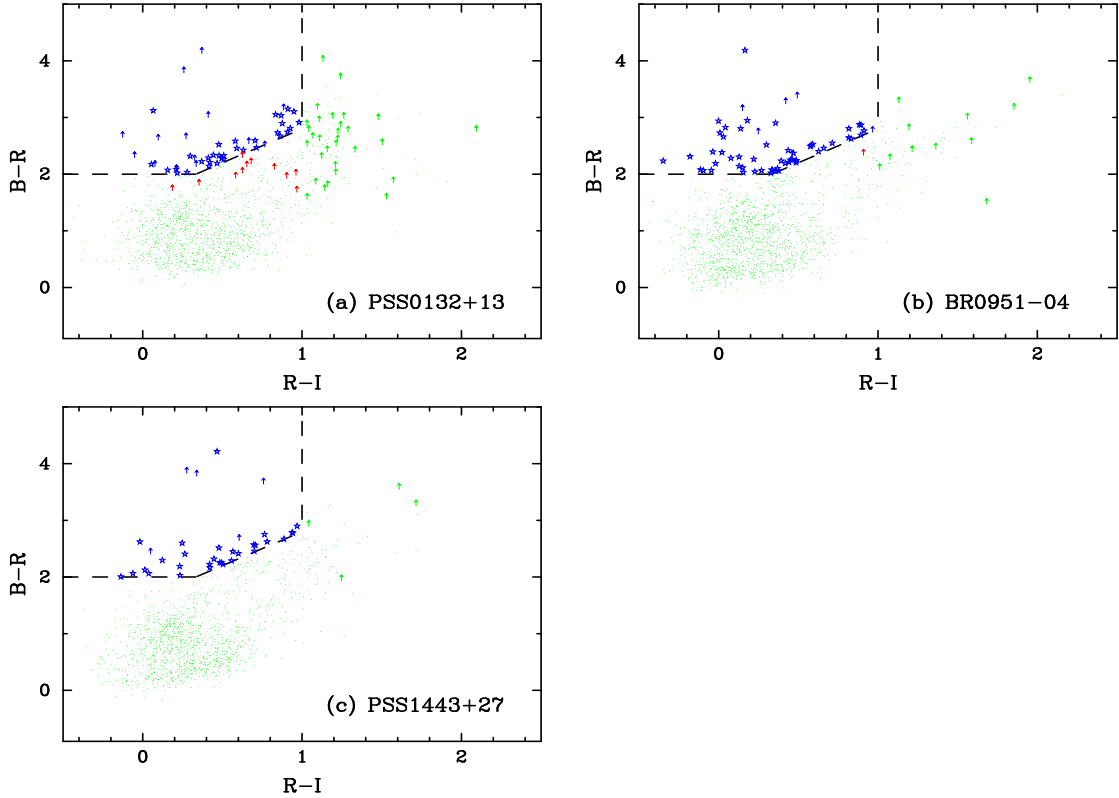 4
2
0
B-R
(a) PSS0132+13
0 1 2
R-I
4
2
0
B-R
(b) BR0951-04
0 1 2
R-I
4
2
0
B-R
(c) PSS1443+27
0 1 2
R-I